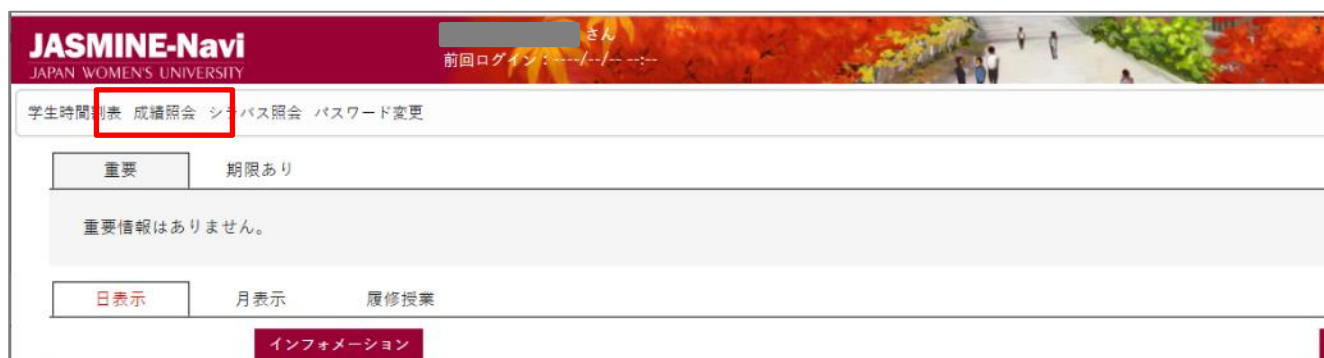 JASMINE-Navi
JAPAN WOMEN'S UNIVERSITY
さん
前回ログイン:----/--/-- --:--
学生時間割表 成績照会 シラバス照会 パスワード変更
重要 期限あり
重要情報はありません。
日表示 月表示 履修授業
インフォメーション